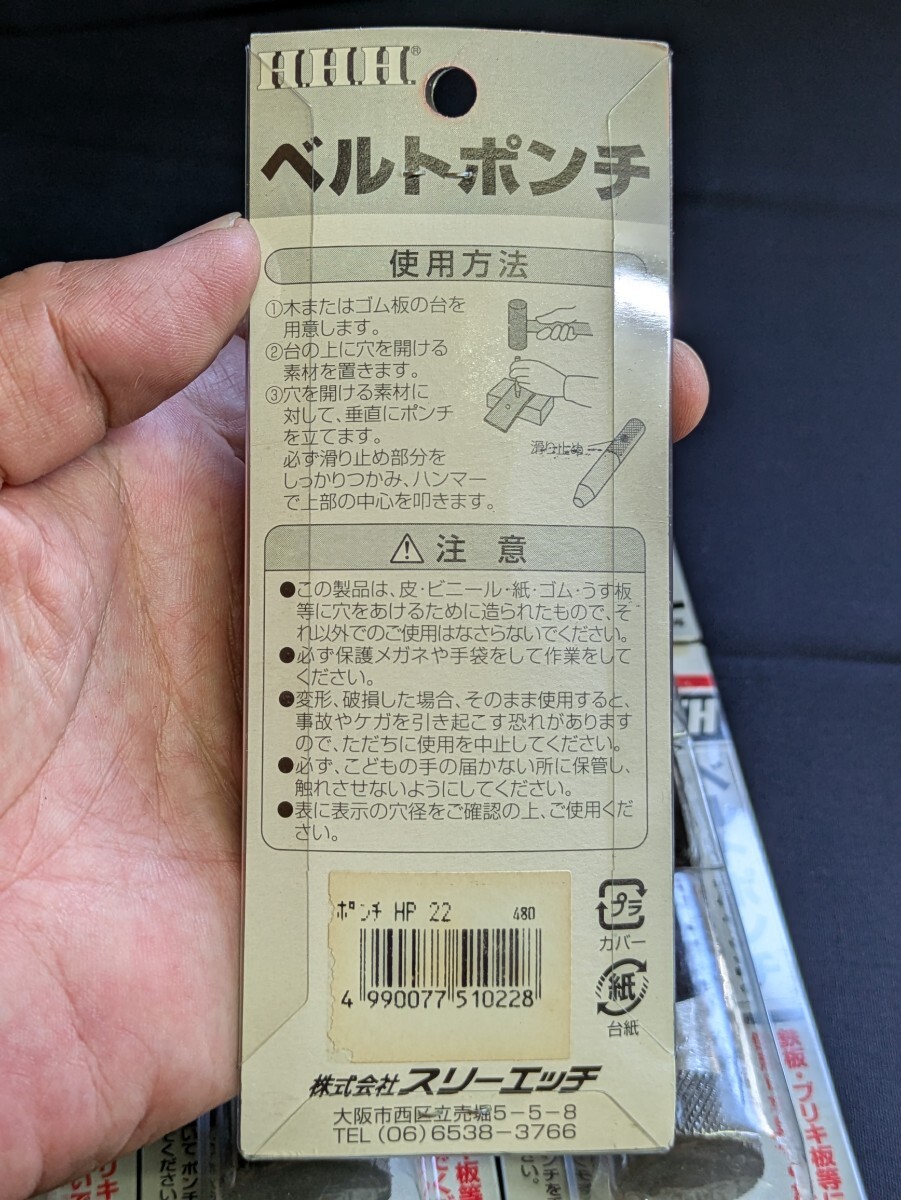 H.H.H.®
ベルトポンチ
使用方法
①木またはゴム板の台を
用意します。
②台の上に穴を開ける
素材を置きます。
③穴を開ける素材に
対して、垂直にポンチ
を立てます。
必ず滑り止め部分を
しっかりつかみ、ハンマー
で上部の中心を叩きます。
滑り止め
注意
●この製品は、皮・ビニール・紙・ゴム・うす板
等に穴をあけるために造られたもので、そ
れ以外でのご使用はなさらないでください。
●必ず保護メガネや手袋をして作業をして
ください。
●変形、破損した場合、そのまま使用すると、
事故やケガを引き起こす恐れがあります
ので、ただちに使用を中止してください。
●必ず、こどもの手の届かない所に保管し、
触れさせないようにしてください。
●表に表示の穴径をご確認の上、ご使用くだ
さい。
ポンチ HP 22 480
4 990077 510228
プラ
カバー
紙
台紙
株式会社スリーエッチ
大阪市西区立売堀5-5-8
TEL (06) 6538-3766
鉄板・ブリキ板等